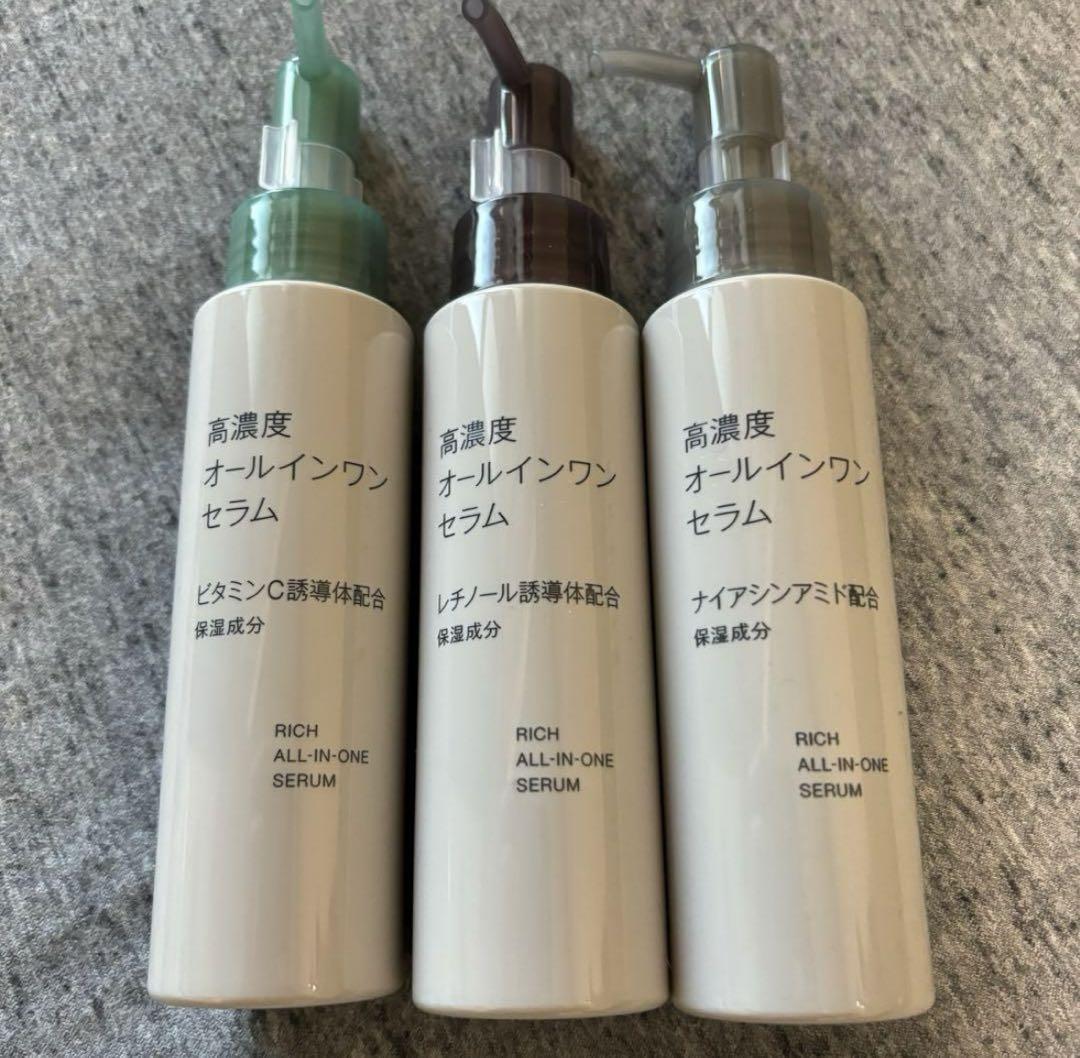 高濃度
オールインワン
セラム
ビタミンC誘導体配合
保湿成分
RICH
ALL-IN-ONE
SERUM
高濃度
オールインワン
セラム
レチノール誘導体配合
保湿成分
RICH
ALL-IN-ONE
SERUM
高濃度
オールインワン
セラム
ナイアシンアミド配合
保湿成分
RICH
ALL-IN-ONE
SERUM